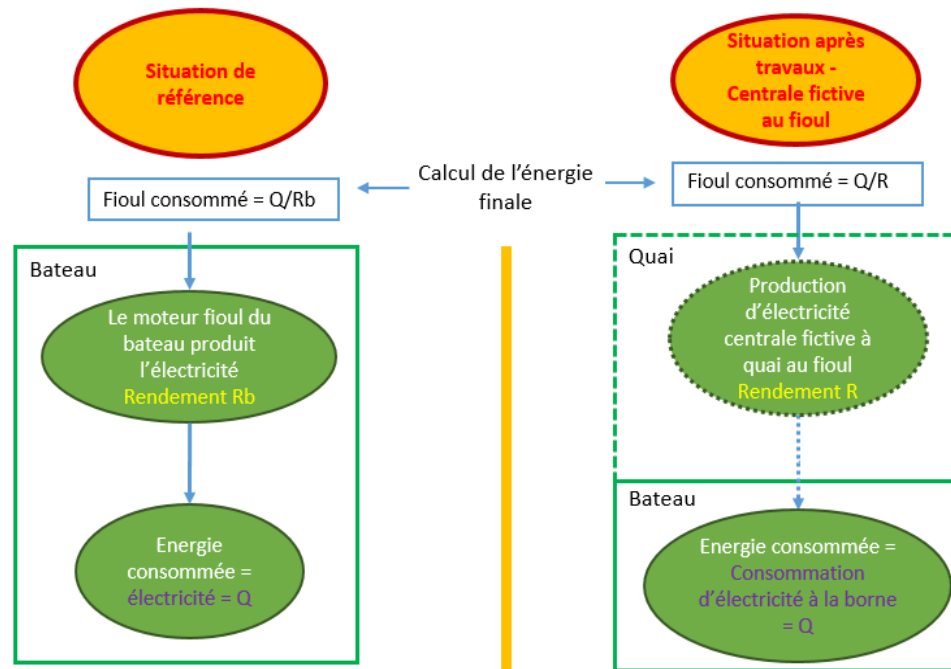 Situation de
référence
Situation après
travaux -
Centrale fictive
au fioul
Calcul de l’énergie
finale
Fioul consommé = Q/Rb
Fioul consommé = Q/R
Bateau
Le moteur fioul du
bateau produit
l’électricité
Rendement Rb
Energie
consommée =
électricité = Q
Quai
Production
d’électricité
centrale fictive à
quai au fioul
Rendement R
Bateau
Energie consommée =
Consommation
d’électricité à la borne
= Q